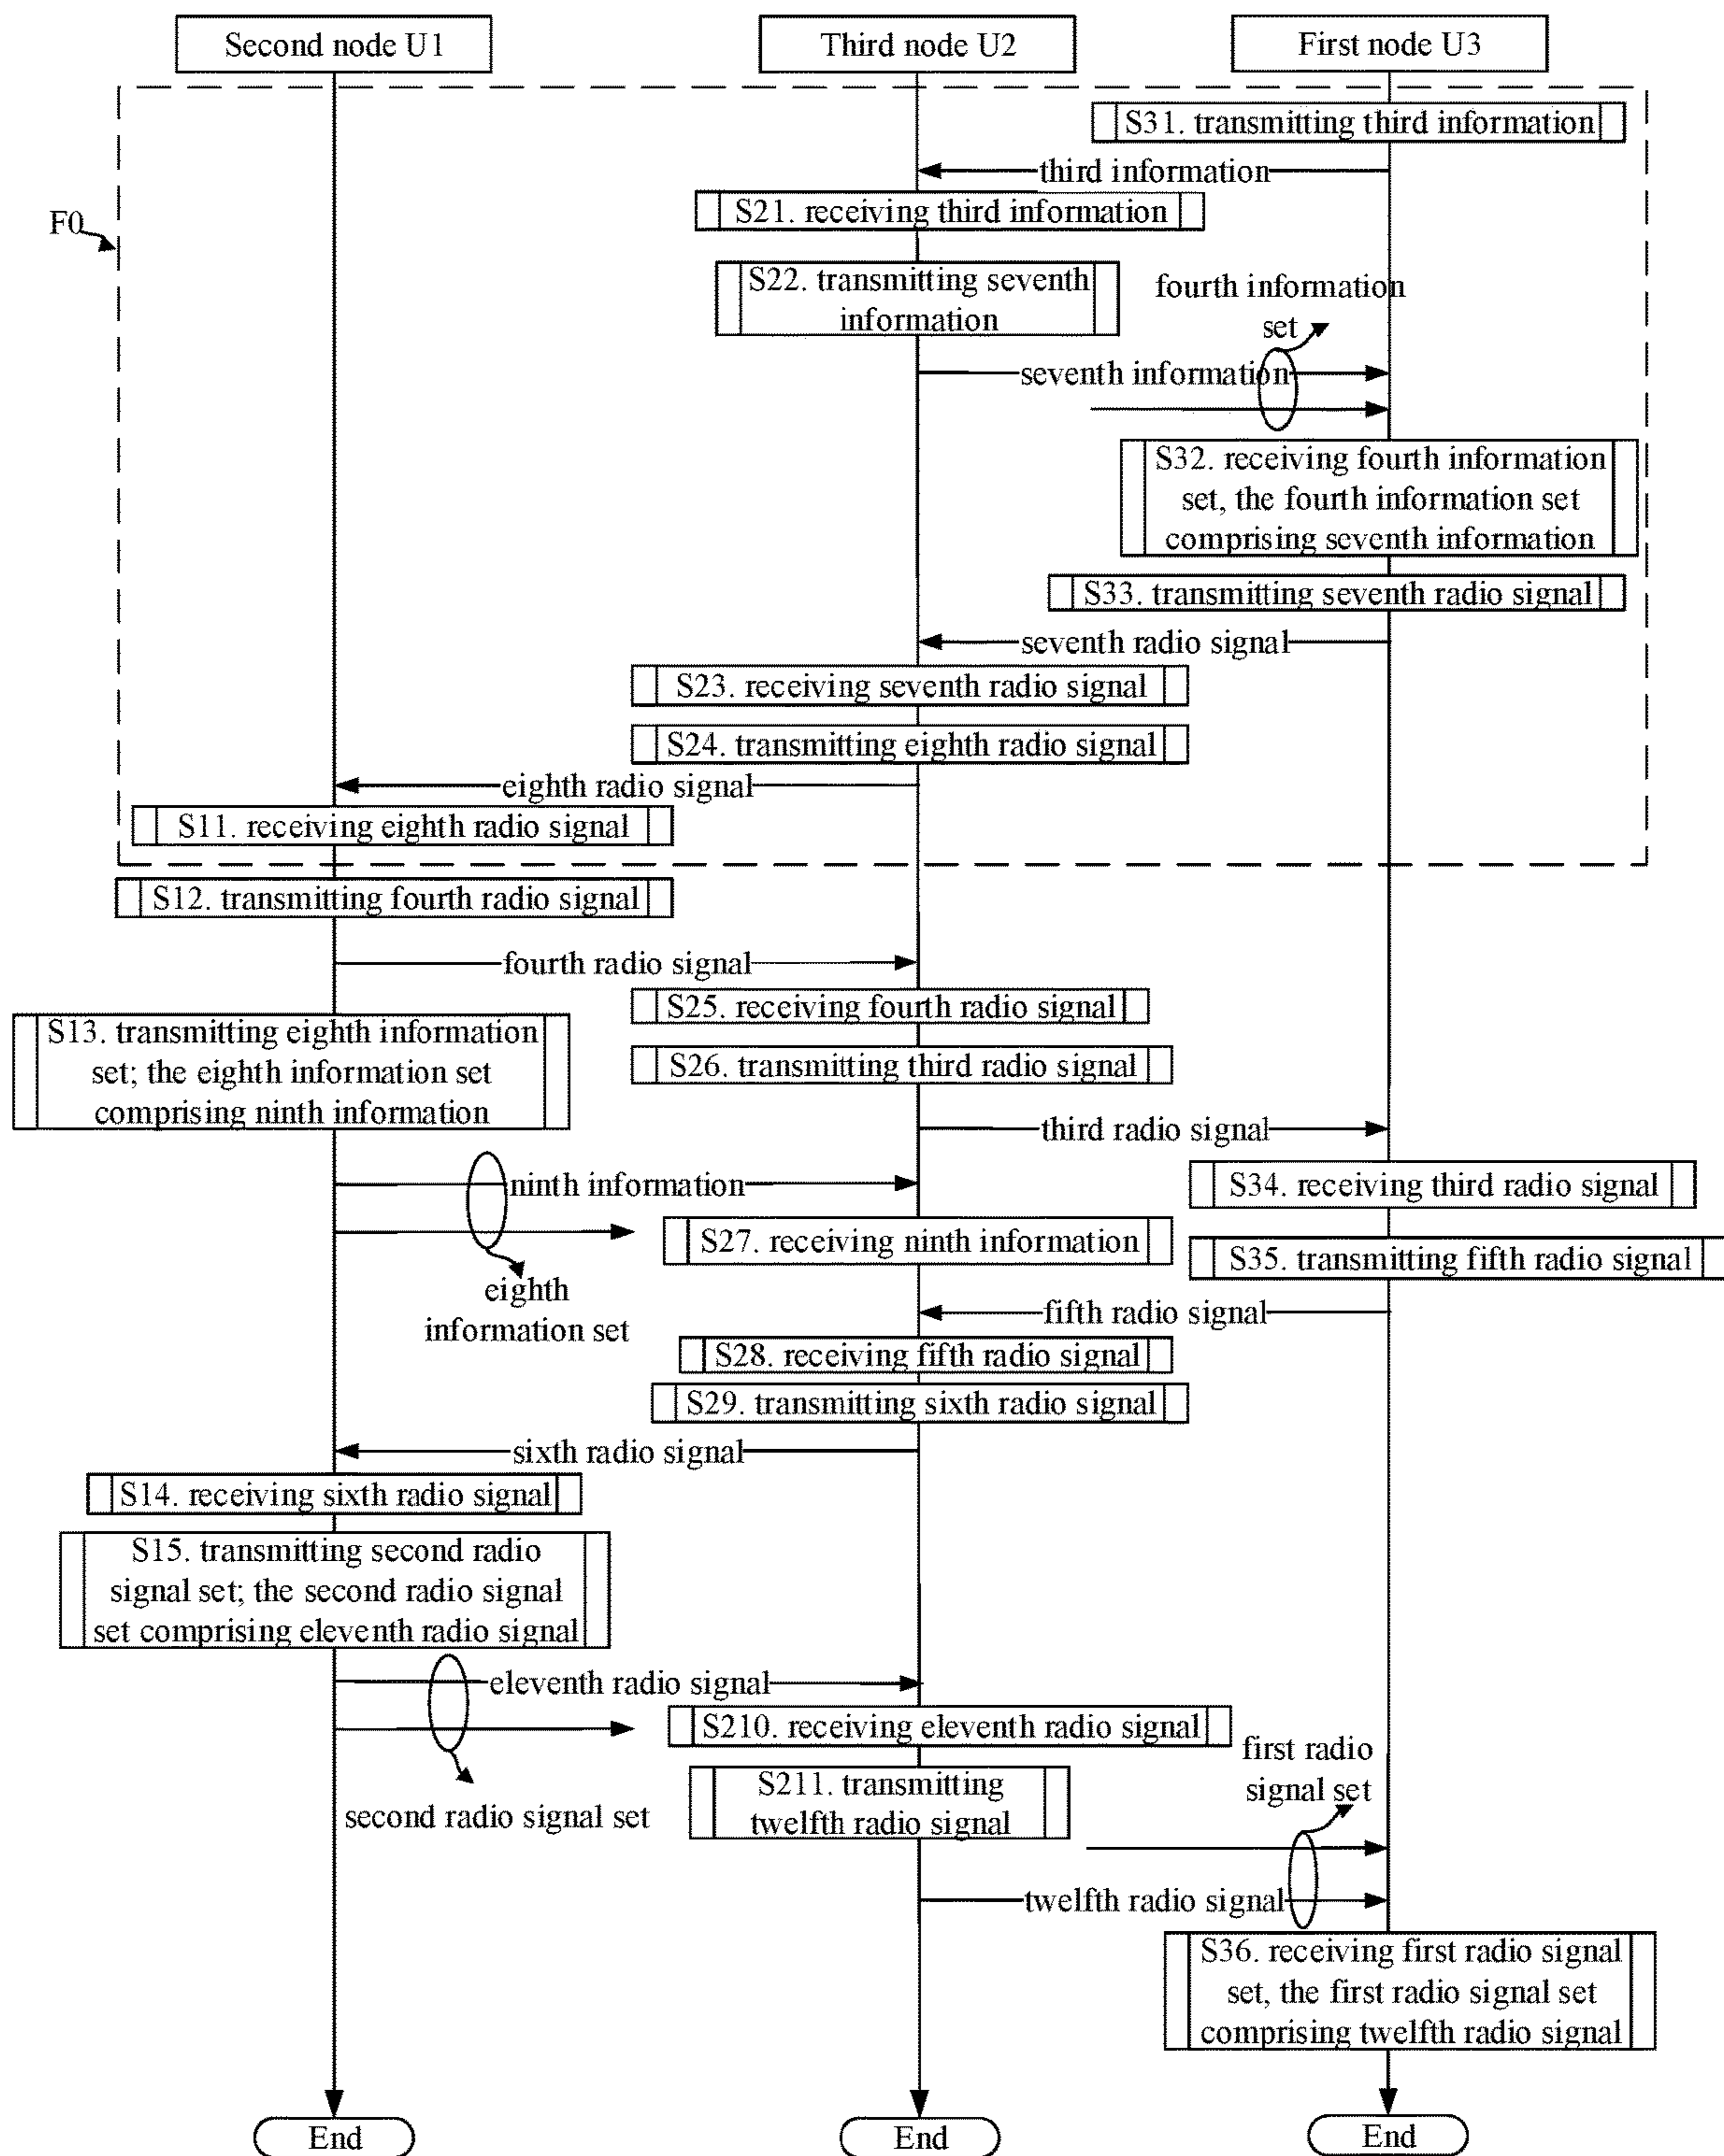 Second node U1
Third node U2
First node U3
S31. transmitting third information
third information
F0
S21. receiving third information
S22. transmitting seventh
information
fourth information
set
seventh information
S32. receiving fourth information
set, the fourth information set
comprising seventh information
S33. transmitting seventh radio signal
seventh radio signal
S23. receiving seventh radio signal
S24. transmitting eighth radio signal
eighth radio signal
S11. receiving eighth radio signal
S12. transmitting fourth radio signal
fourth radio signal
S25. receiving fourth radio signal
S13. transmitting eighth information
set; the eighth information set
comprising ninth information
S26. transmitting third radio signal
third radio signal
ninth information
S34. receiving third radio signal
S27. receiving ninth information
S35. transmitting fifth radio signal
eighth
information set
fifth radio signal
S28. receiving fifth radio signal
S29. transmitting sixth radio signal
sixth radio signal
S14. receiving sixth radio signal
S15. transmitting second radio
signal set; the second radio signal
set comprising eleventh radio signal
eleventh radio signal
S210. receiving eleventh radio signal
first radio
signal set
S211. transmitting
twelfth radio signal
second radio signal set
twelfth radio signal
S36. receiving first radio signal
set, the first radio signal set
comprising twelfth radio signal
End
End
End